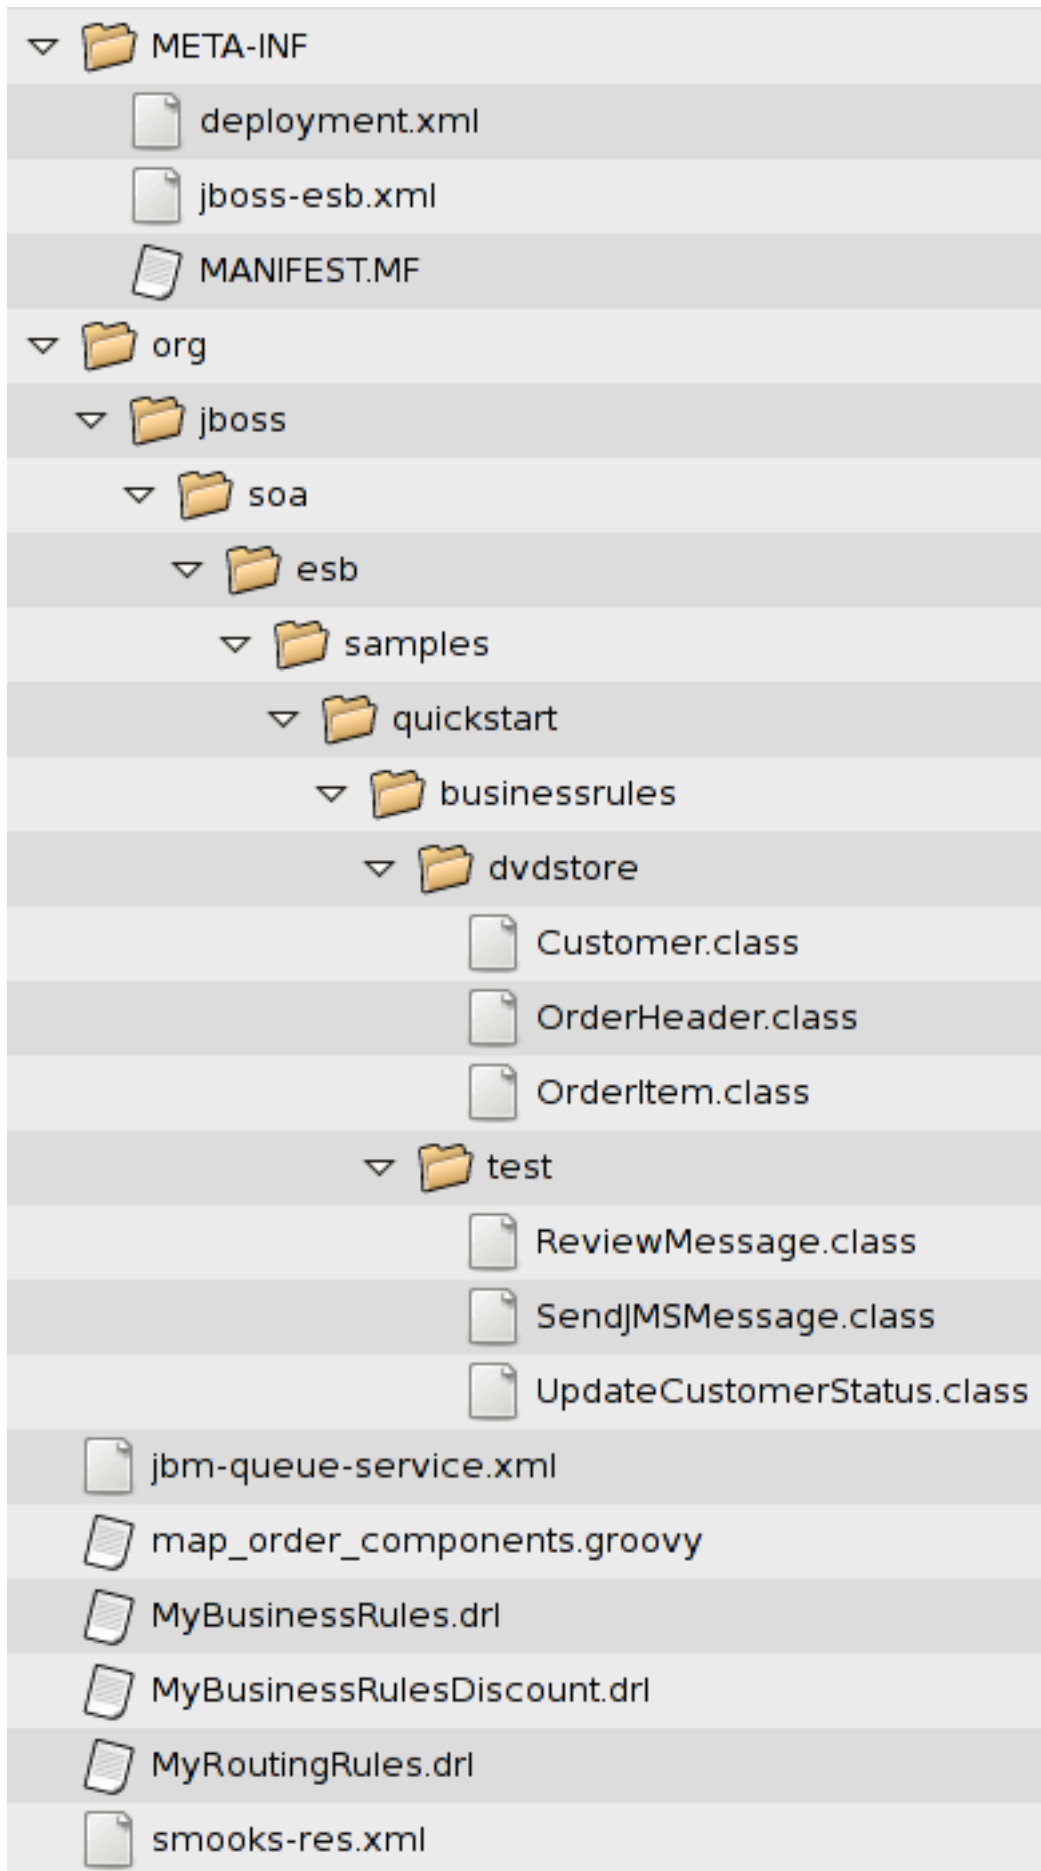 META-INF
deployment.xml
jboss-esb.xml
MANIFEST.MF
org
jboss
soa
esb
samples
quickstart
businessrules
dvdstore
Customer.class
OrderHeader.class
OrderItem.class
test
ReviewMessage.class
SendJMSMessage.class
UpdateCustomerStatus.class
jbm-queue-service.xml
map_order_components.groovy
MyBusinessRules.drl
MyBusinessRulesDiscount.drl
MyRoutingRules.drl
smooks-res.xml